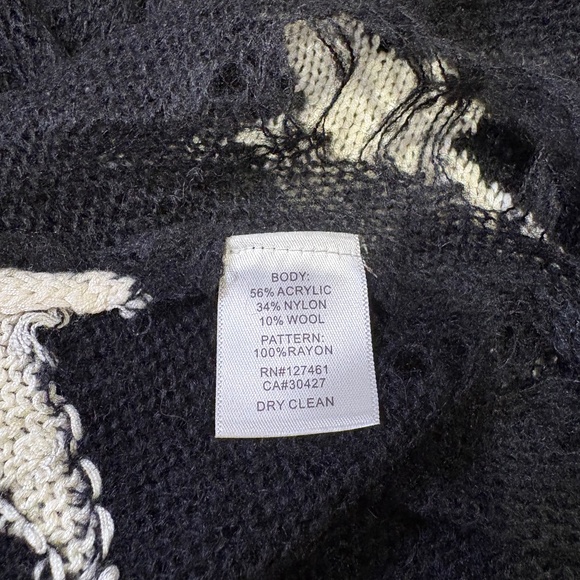 BODY:
56% ACRYLIC
34% NYLON
10% WOOL
PATTERN:
100%RAYON
RN#127461
CA#30427
DRY CLEAN